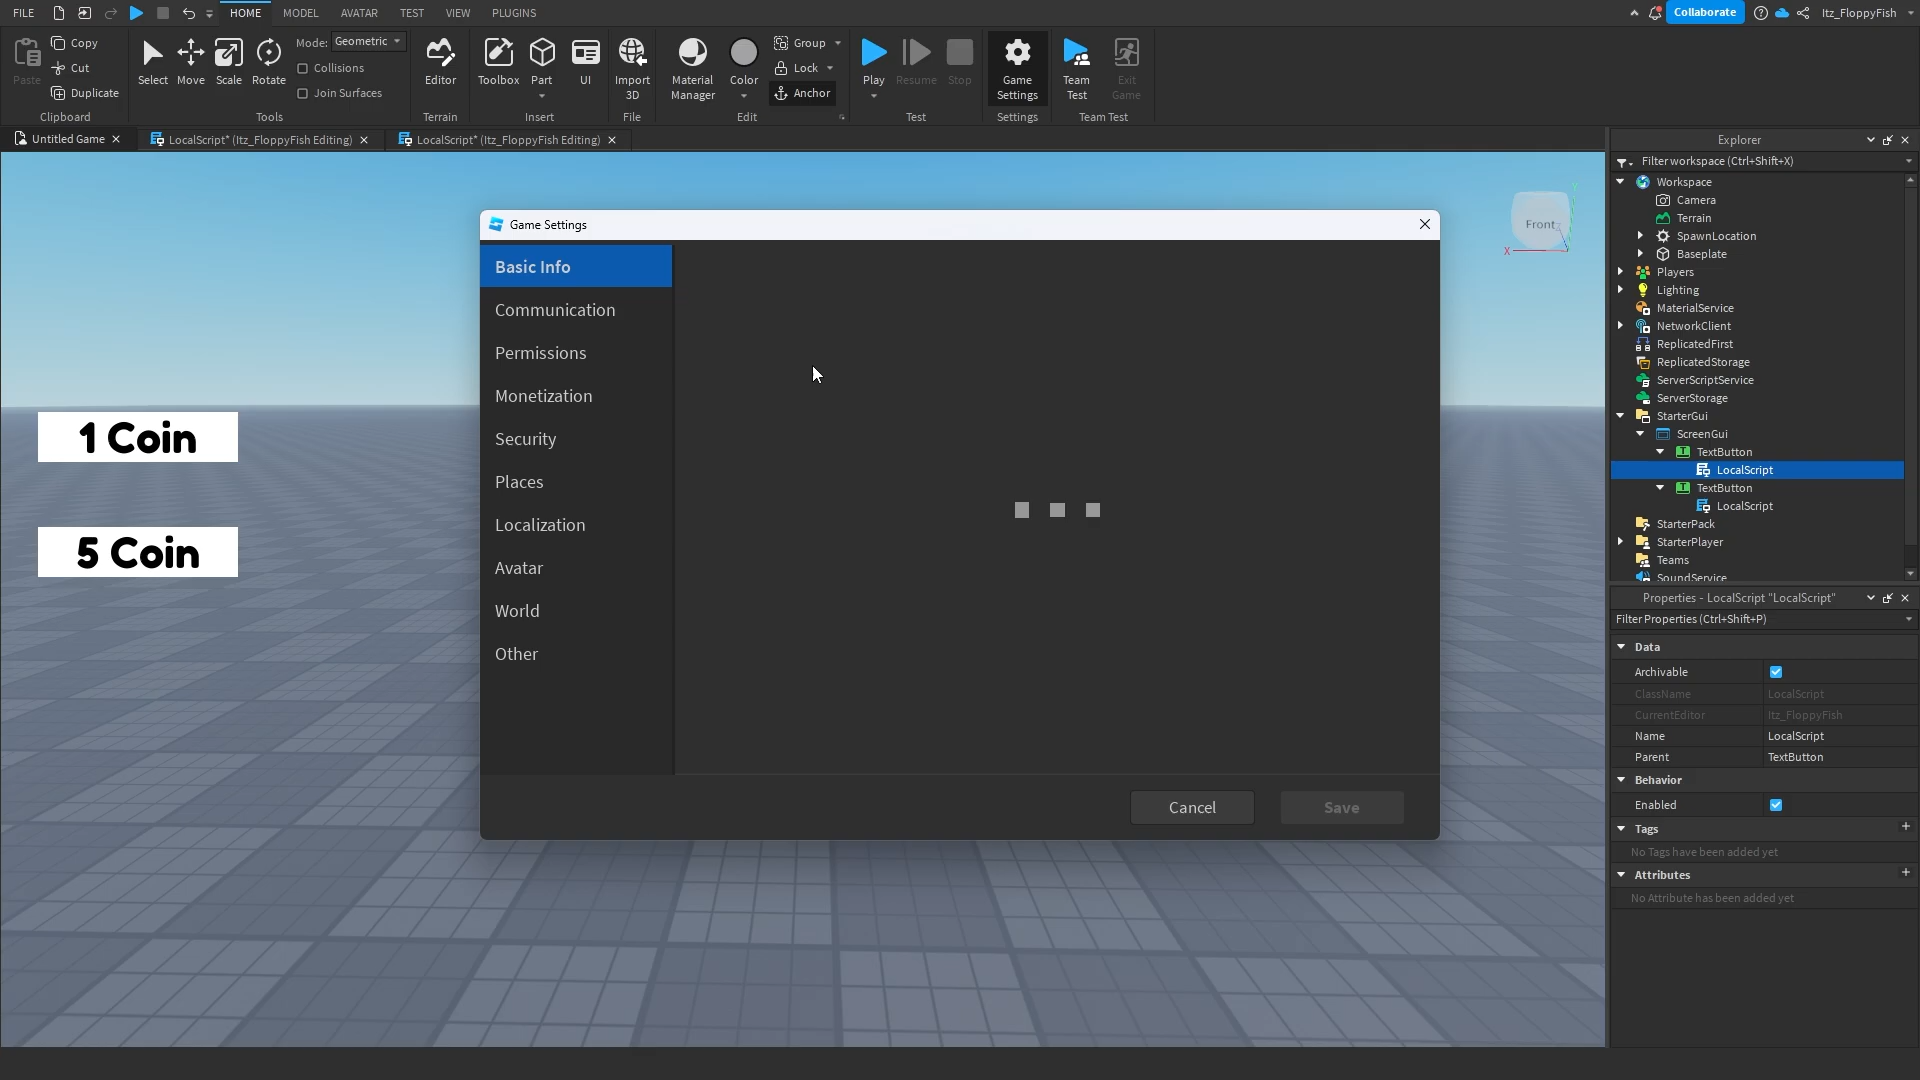 FILE
HOME
MODEL
AVATAR
TEST
VIEW
PLUGINS
Collaborate
Itz_FloppyFish
Paste
Copy
Cut
Duplicate
Clipboard
Select
Move
Scale
Rotate
Mode: Geometric
Collisions
Join Surfaces
Tools
Editor
Terrain
Toolbox
Part
UI
Insert
Import
3D
File
Material
Manager
Color
Group
Lock
Anchor
Edit
Play
Resume
Stop
Test
Game
Settings
Settings
Team
Test
Exit
Game
Team Test
Untitled Game
LocalScript* (Itz_FloppyFish Editing)
LocalScript* (Itz_FloppyFish Editing)
1 Coin
5 Coin
Front
X
Y
Z
Game Settings
Basic Info
Communication
Permissions
Monetization
Security
Places
Localization
Avatar
World
Other
Cancel
Save
Explorer
Filter workspace (Ctrl+Shift+X)
Workspace
Camera
Terrain
SpawnLocation
Baseplate
Players
Lighting
MaterialService
NetworkClient
ReplicatedFirst
ReplicatedStorage
ServerScriptService
ServerStorage
StarterGui
ScreenGui
TextButton
LocalScript
TextButton
LocalScript
StarterPack
StarterPlayer
Teams
SoundService
Properties - LocalScript "LocalScript"
Filter Properties (Ctrl+Shift+P)
Data
Archivable
ClassName LocalScript
CurrentEditor Itz_FloppyFish
Name LocalScript
Parent TextButton
Behavior
Enabled
Tags
No Tags have been added yet
Attributes
No Attribute has been added yet